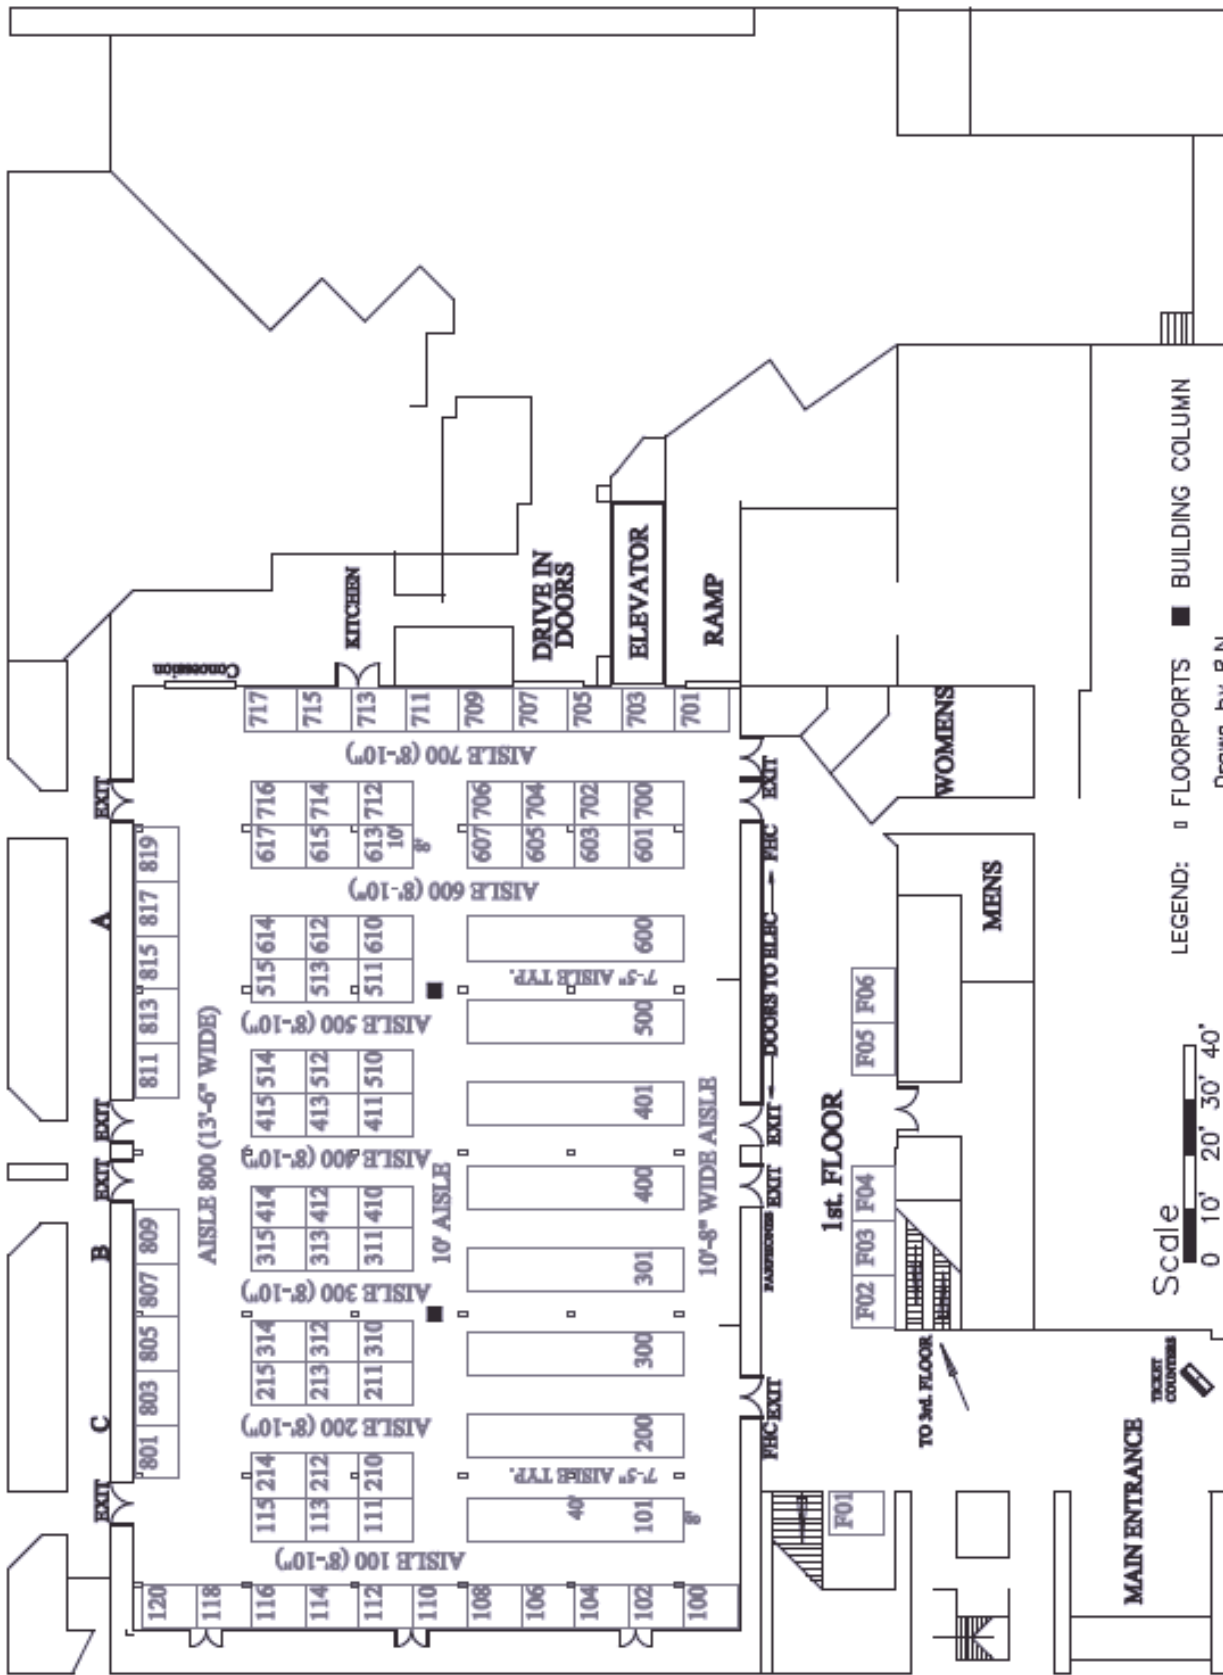 Concession
KITCHEN
DRIVE IN
DOORS
ELEVATOR
RAMP
717
715
713
711
709
707
705
703
701
AISLE 700 (8'-10")
716
714
712
706
704
702
700
617
615
613
10'
8'
607
605
603
601
AISLE 600 (8'-10")
614
612
610
600
515
513
511
7'-5" AISLE TYP.
500
AISLE 500 (8'-10")
514
512
510
401
415
413
411
AISLE 400 (8'-10")
414
412
410
400
315
313
311
301
AISLE 300 (8'-10")
314
312
310
300
215
213
211
AISLE 200 (8'-10")
200
214
212
210
7'-5" AISLE TYP.
115
113
111
40'
101
8'
AISLE 100 (8'-10")
120
118
116
114
112
110
108
106
104
102
100
EXIT
A
EXIT
EXIT
B
C
EXIT
819
817
815
813
811
809
807
805
803
801
AISLE 800 (13'-6" WIDE)
10' AISLE
10'-8" WIDE AISLE
EXIT
FHC
DOORS TO ELEC
EXIT
EXIT
EXIT
FHC
1st. FLOOR
WOMENS
MENS
F06
F05
F04
F03
F02
F01
TO 3rd. FLOOR
TICKET
COUNTERS
MAIN ENTRANCE
LEGEND: FLOORPORTS BUILDING COLUMN
Scale
0 10' 20' 30' 40'